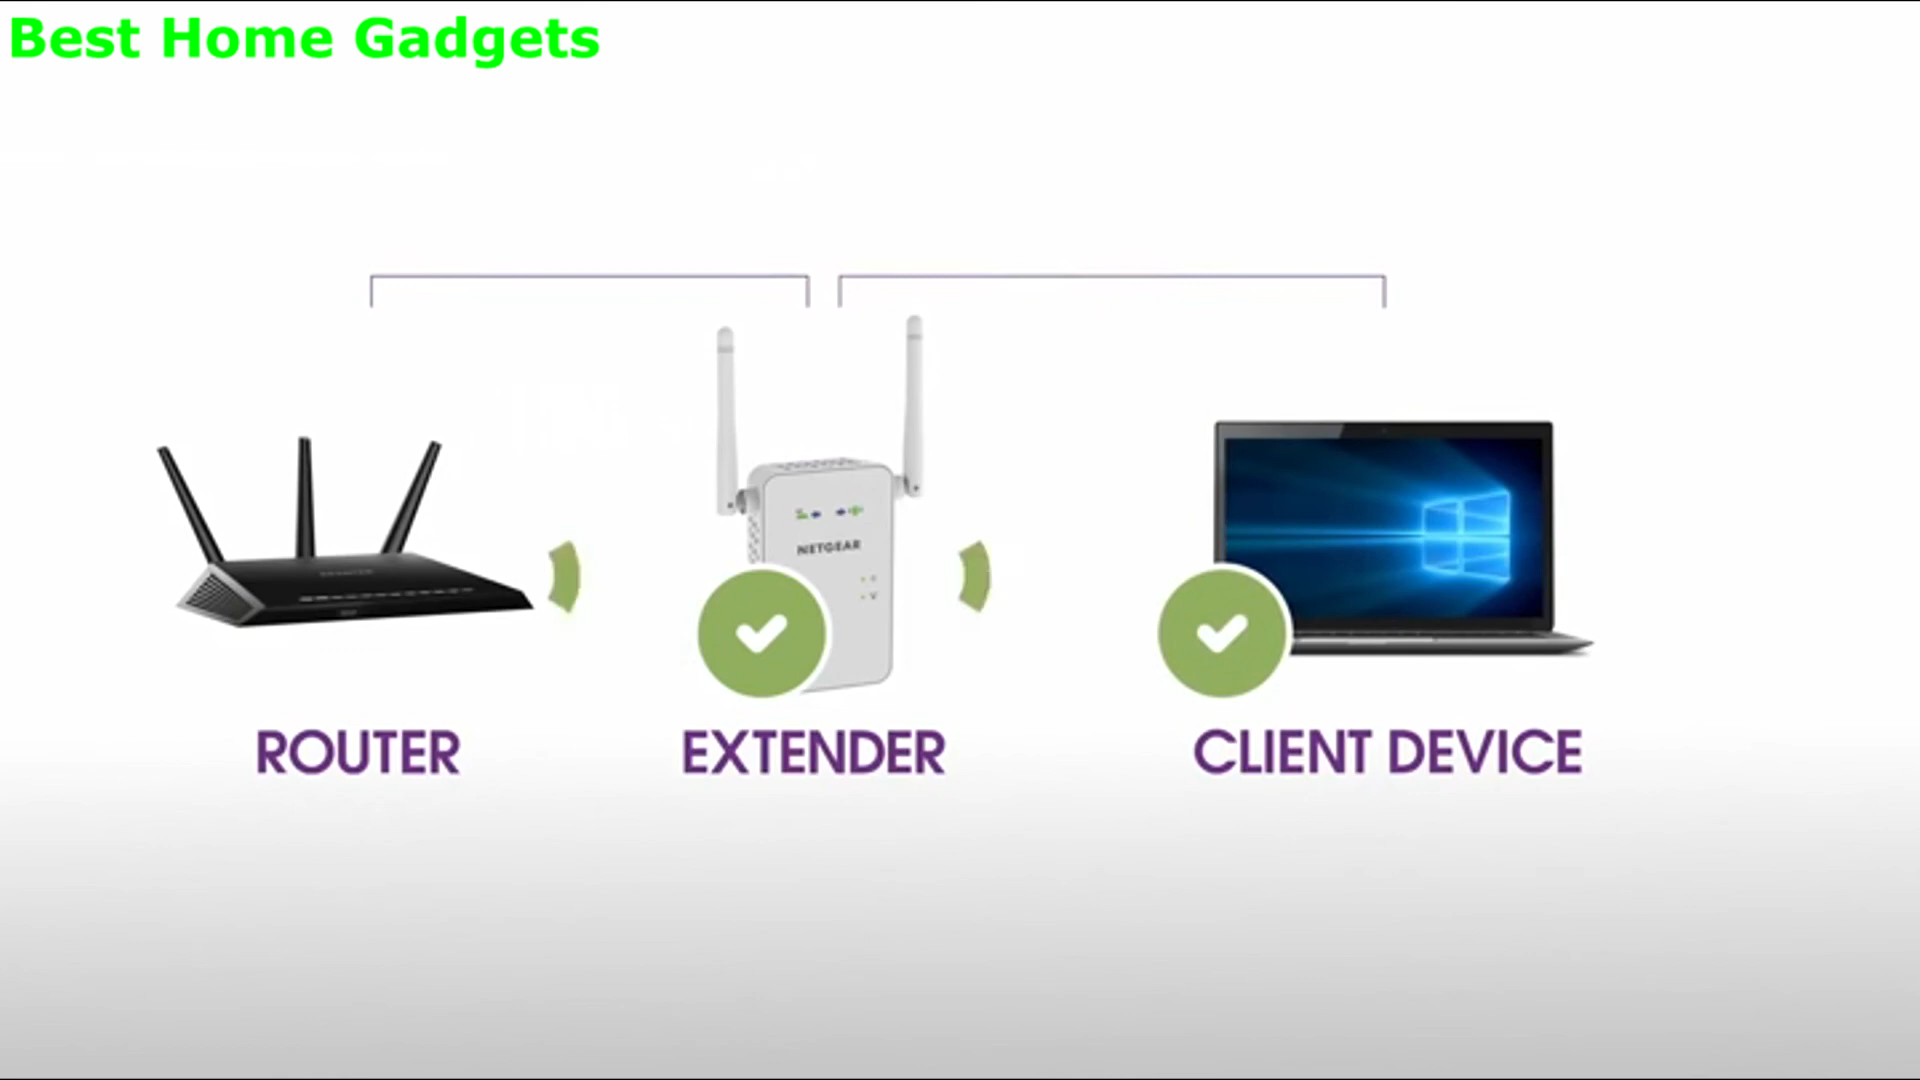 Best Home Gadgets
NETGEAR
ROUTER
EXTENDER
CLIENT DEVICE